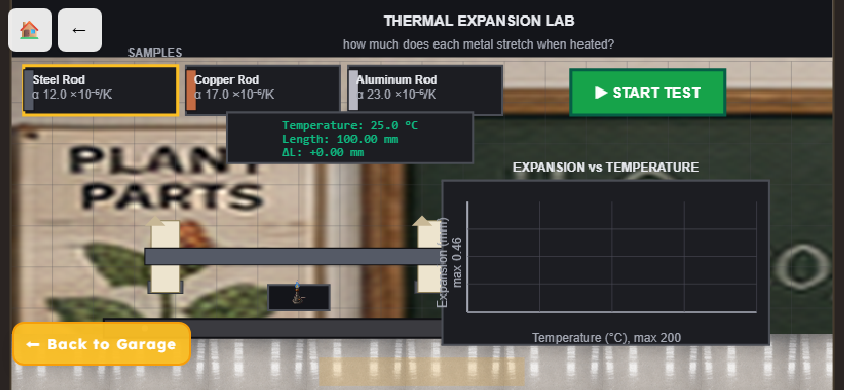 THERMAL EXPANSION LAB
how much does each metal stretch when heated?
SAMPLES
Steel Rod
α 12.0 ×10⁻⁶/K
Copper Rod
α 17.0 ×10⁻⁶/K
Aluminum Rod
α 23.0 ×10⁻⁶/K
▶ START TEST
Temperature: 25.0 °C
Length: 100.00 mm
ΔL: +0.00 mm
PLANT
PARTS
EXPANSION vs TEMPERATURE
Expansion (mm)
max 0.46
Temperature (°C), max 200
← Back to Garage